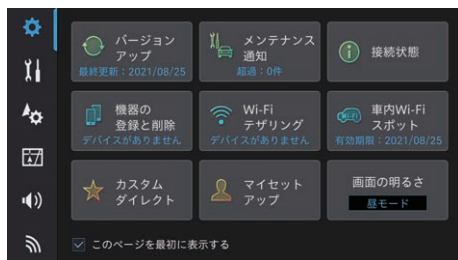 バージョン
アップ
最終更新：2021/08/25
メンテナンス
通知
超過：0件
接続状態
機器の
登録と削除
デバイスがありません
Wi-Fi
テザリング
デバイスがありません
車内Wi-Fi
スポット
有効期限：2021/08/25
カスタム
ダイレクト
マイセット
アップ
画面の明るさ
昼モード
このページを最初に表示する